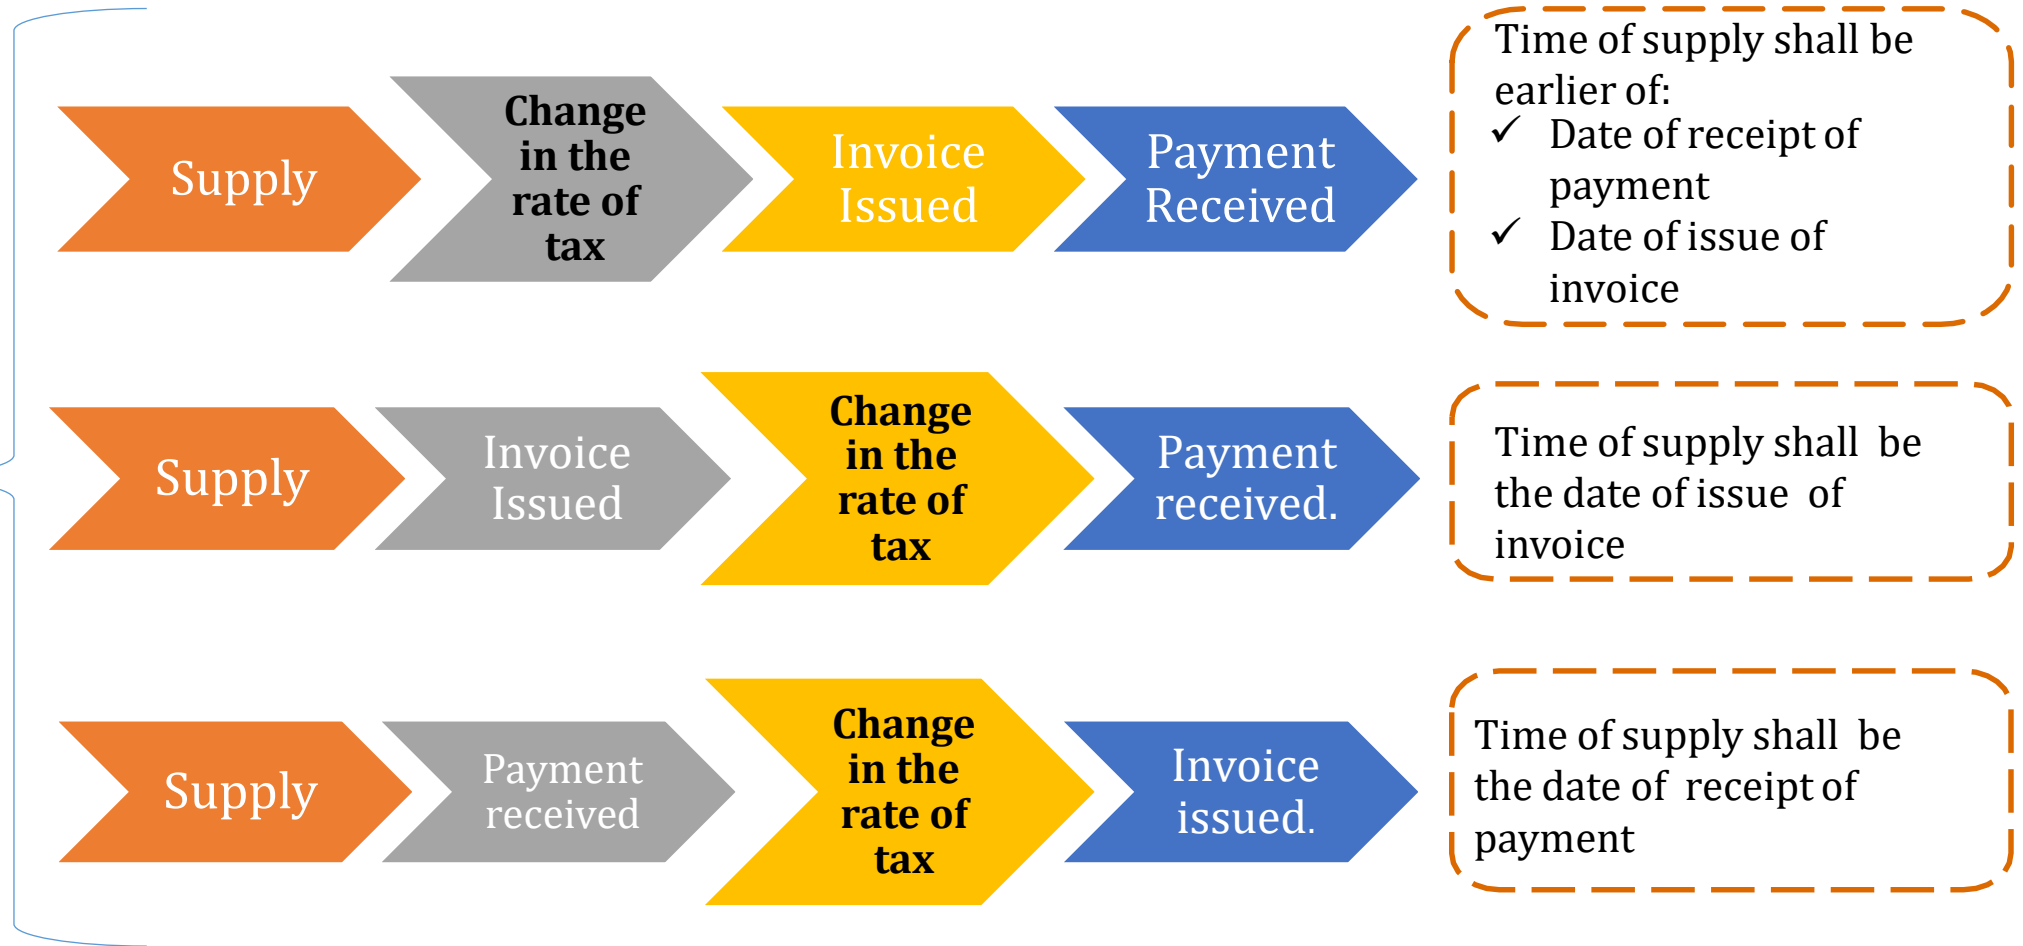 Supply
Change
in the
rate of
tax
Invoice
Issued
Payment
Received
Time of supply shall be
earlier of:
✓ Date of receipt of
payment
✓ Date of issue of
invoice
Supply
Invoice
Issued
Change
in the
rate of
tax
Payment
received.
Time of supply shall be
the date of issue of
invoice
Supply
Payment
received
Change
in the
rate of
tax
Invoice
issued.
Time of supply shall be
the date of receipt of
payment